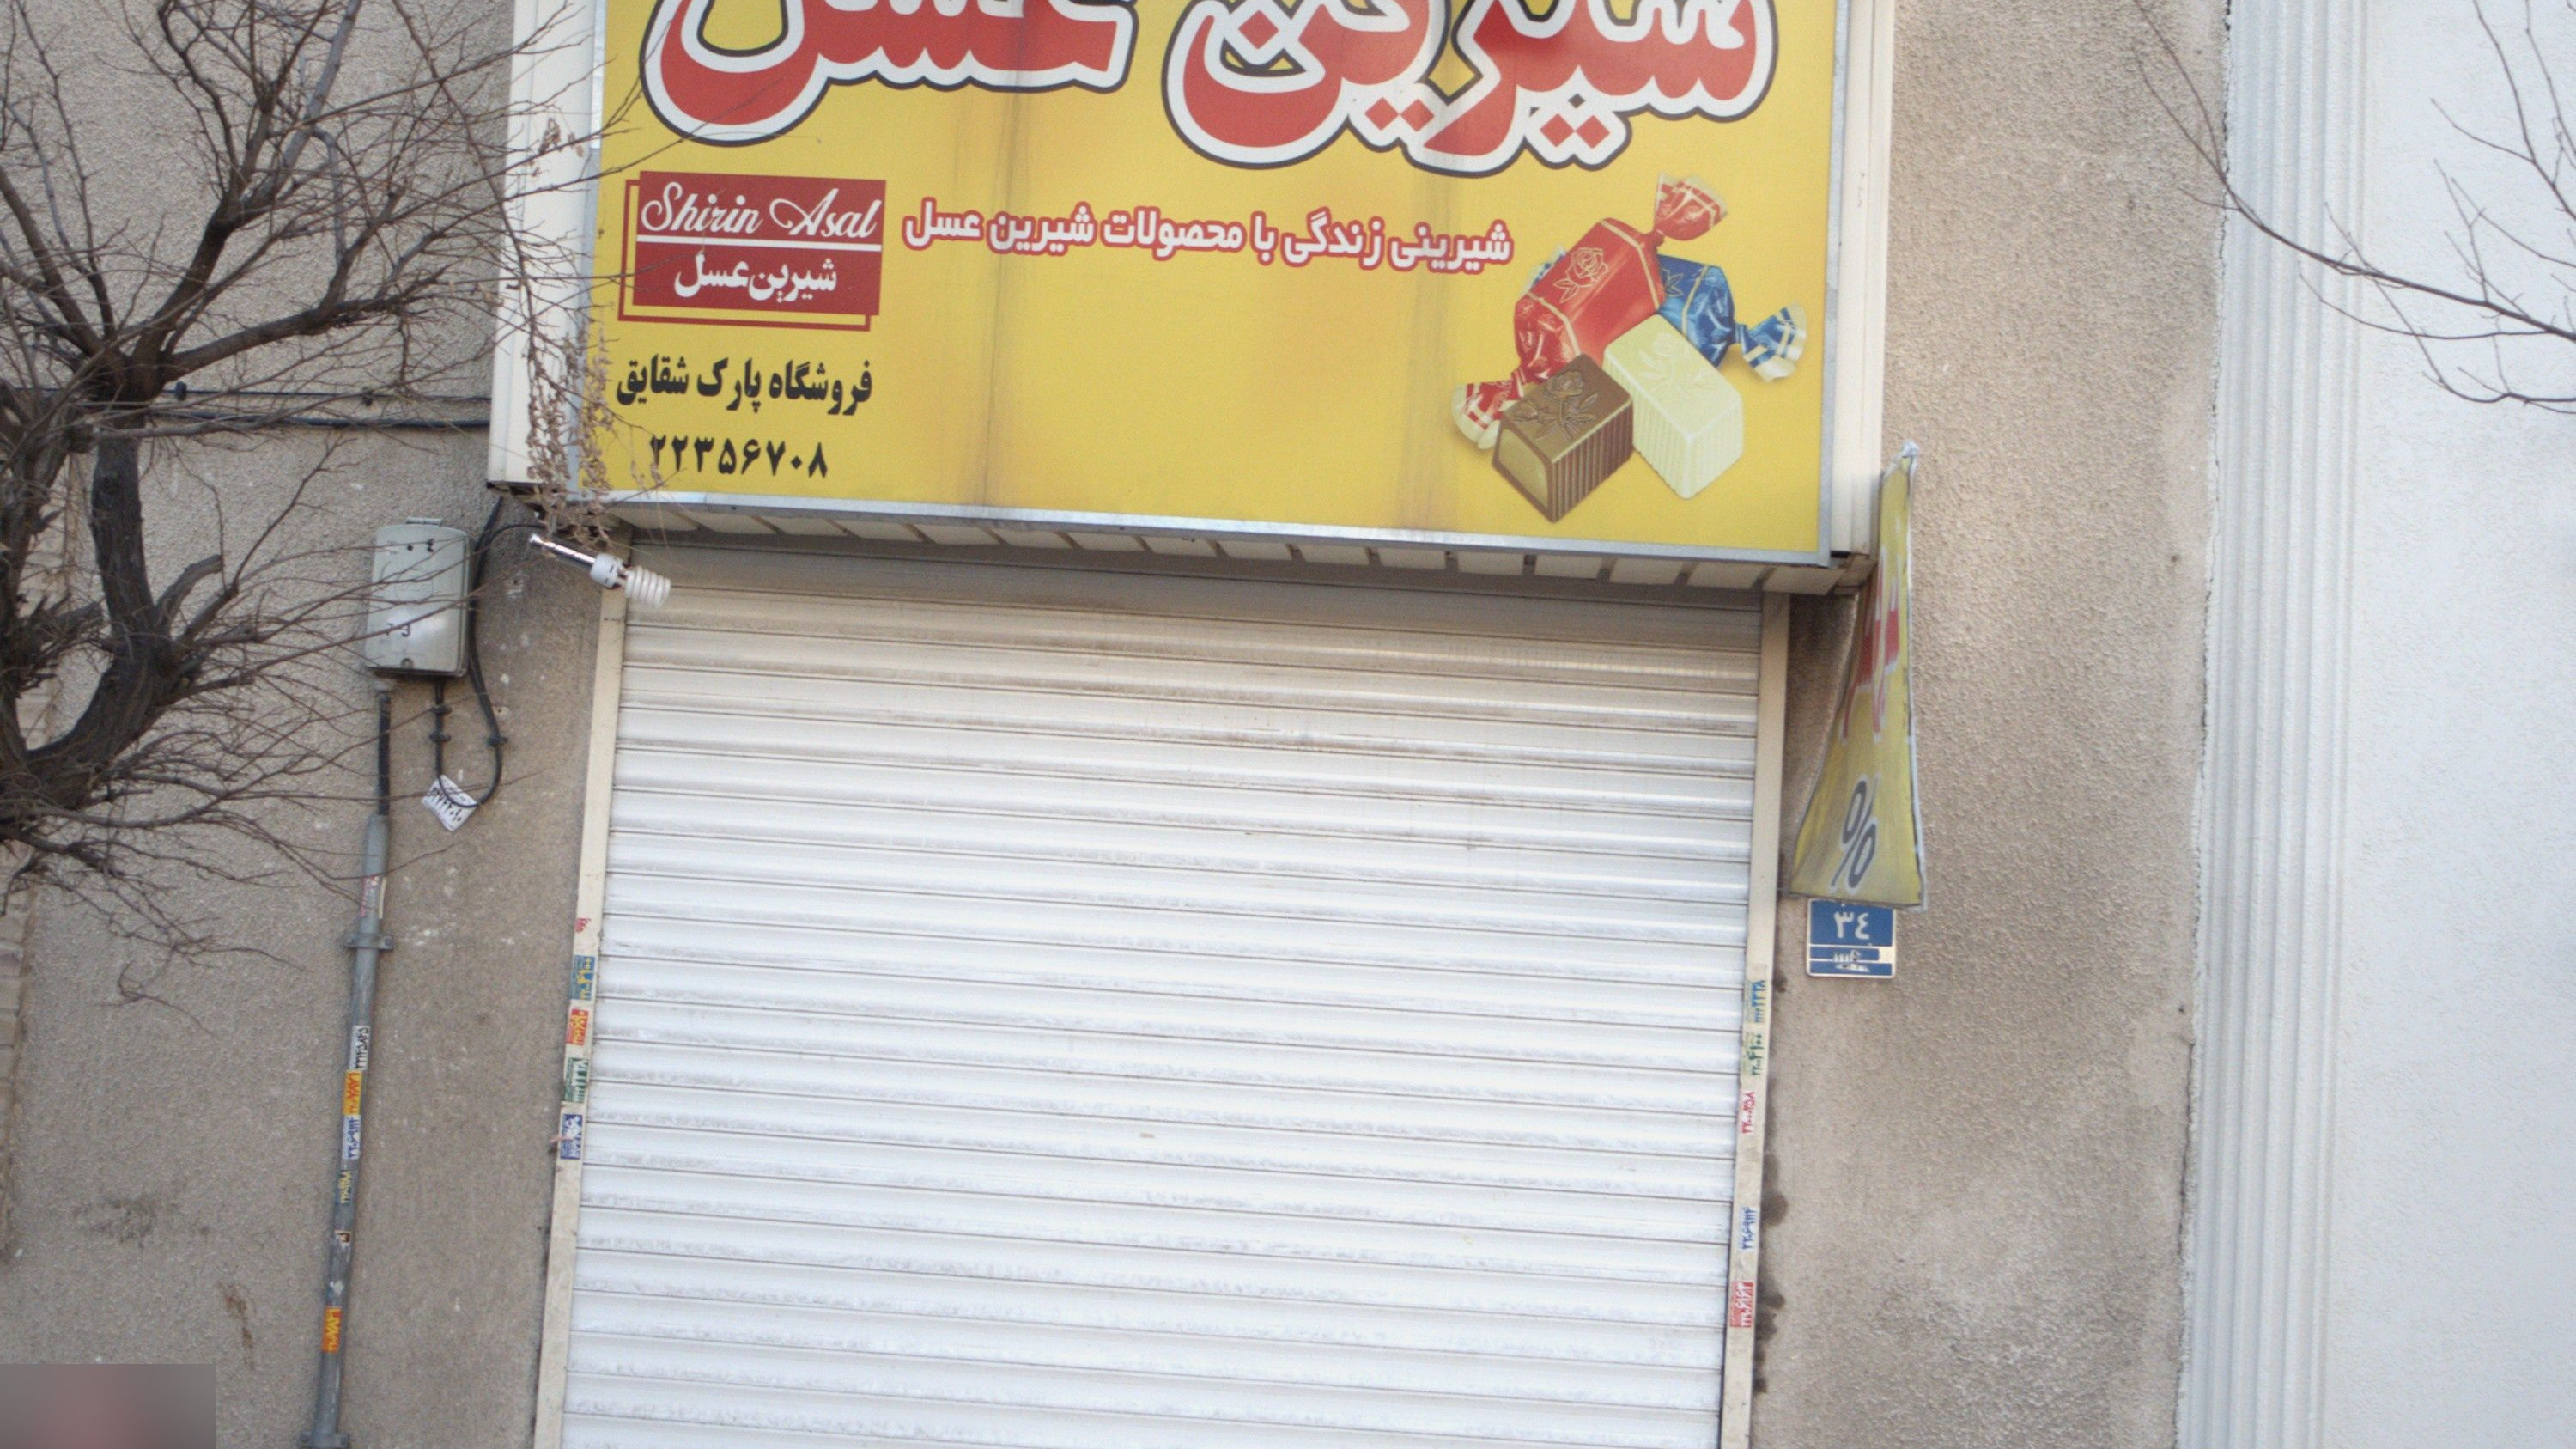 شیرین عسل
شیرینی زندگی با محصولات شیرین عسل
Shirin Asal
شیرین‌عسل
فروشگاه پارک شقایق
۲۲۳۵۶۷۰۸
%
٣٤